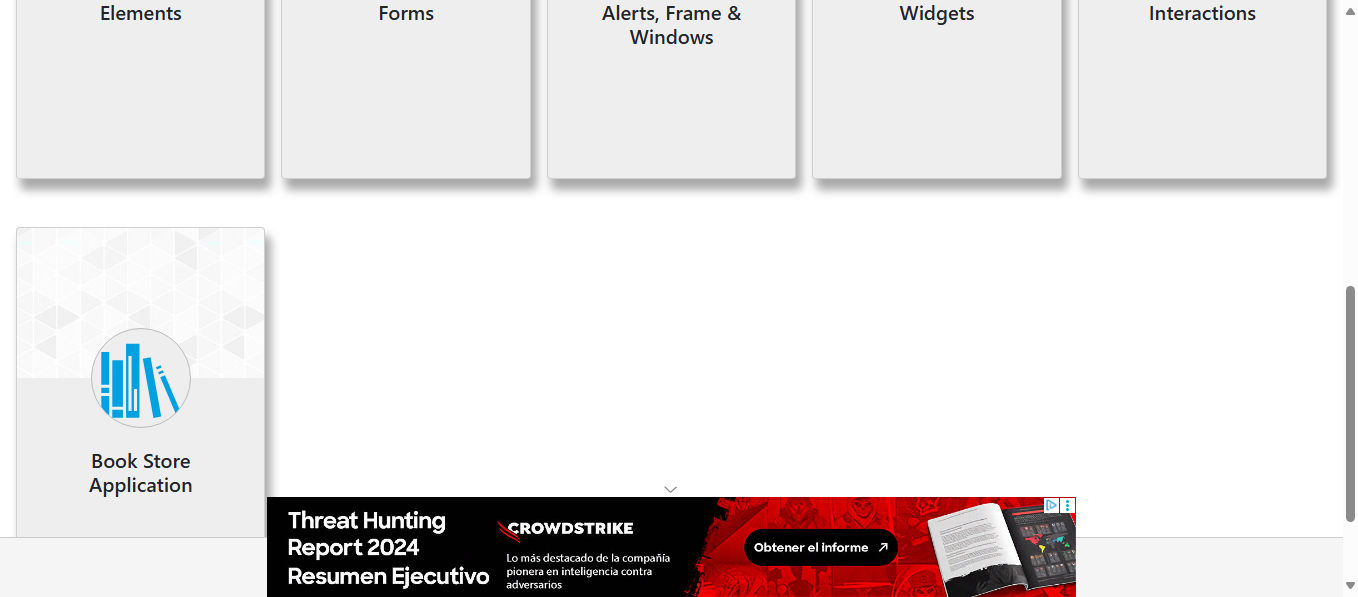 Elements
Forms
Alerts, Frame &
Windows
Widgets
Interactions
Book Store
Application
Threat Hunting
Report 2024
Resumen Ejecutivo
CROWDSTRIKE
Lo más destacado de la compañía
pionera en inteligencia contra
adversarios
Obtener el informe